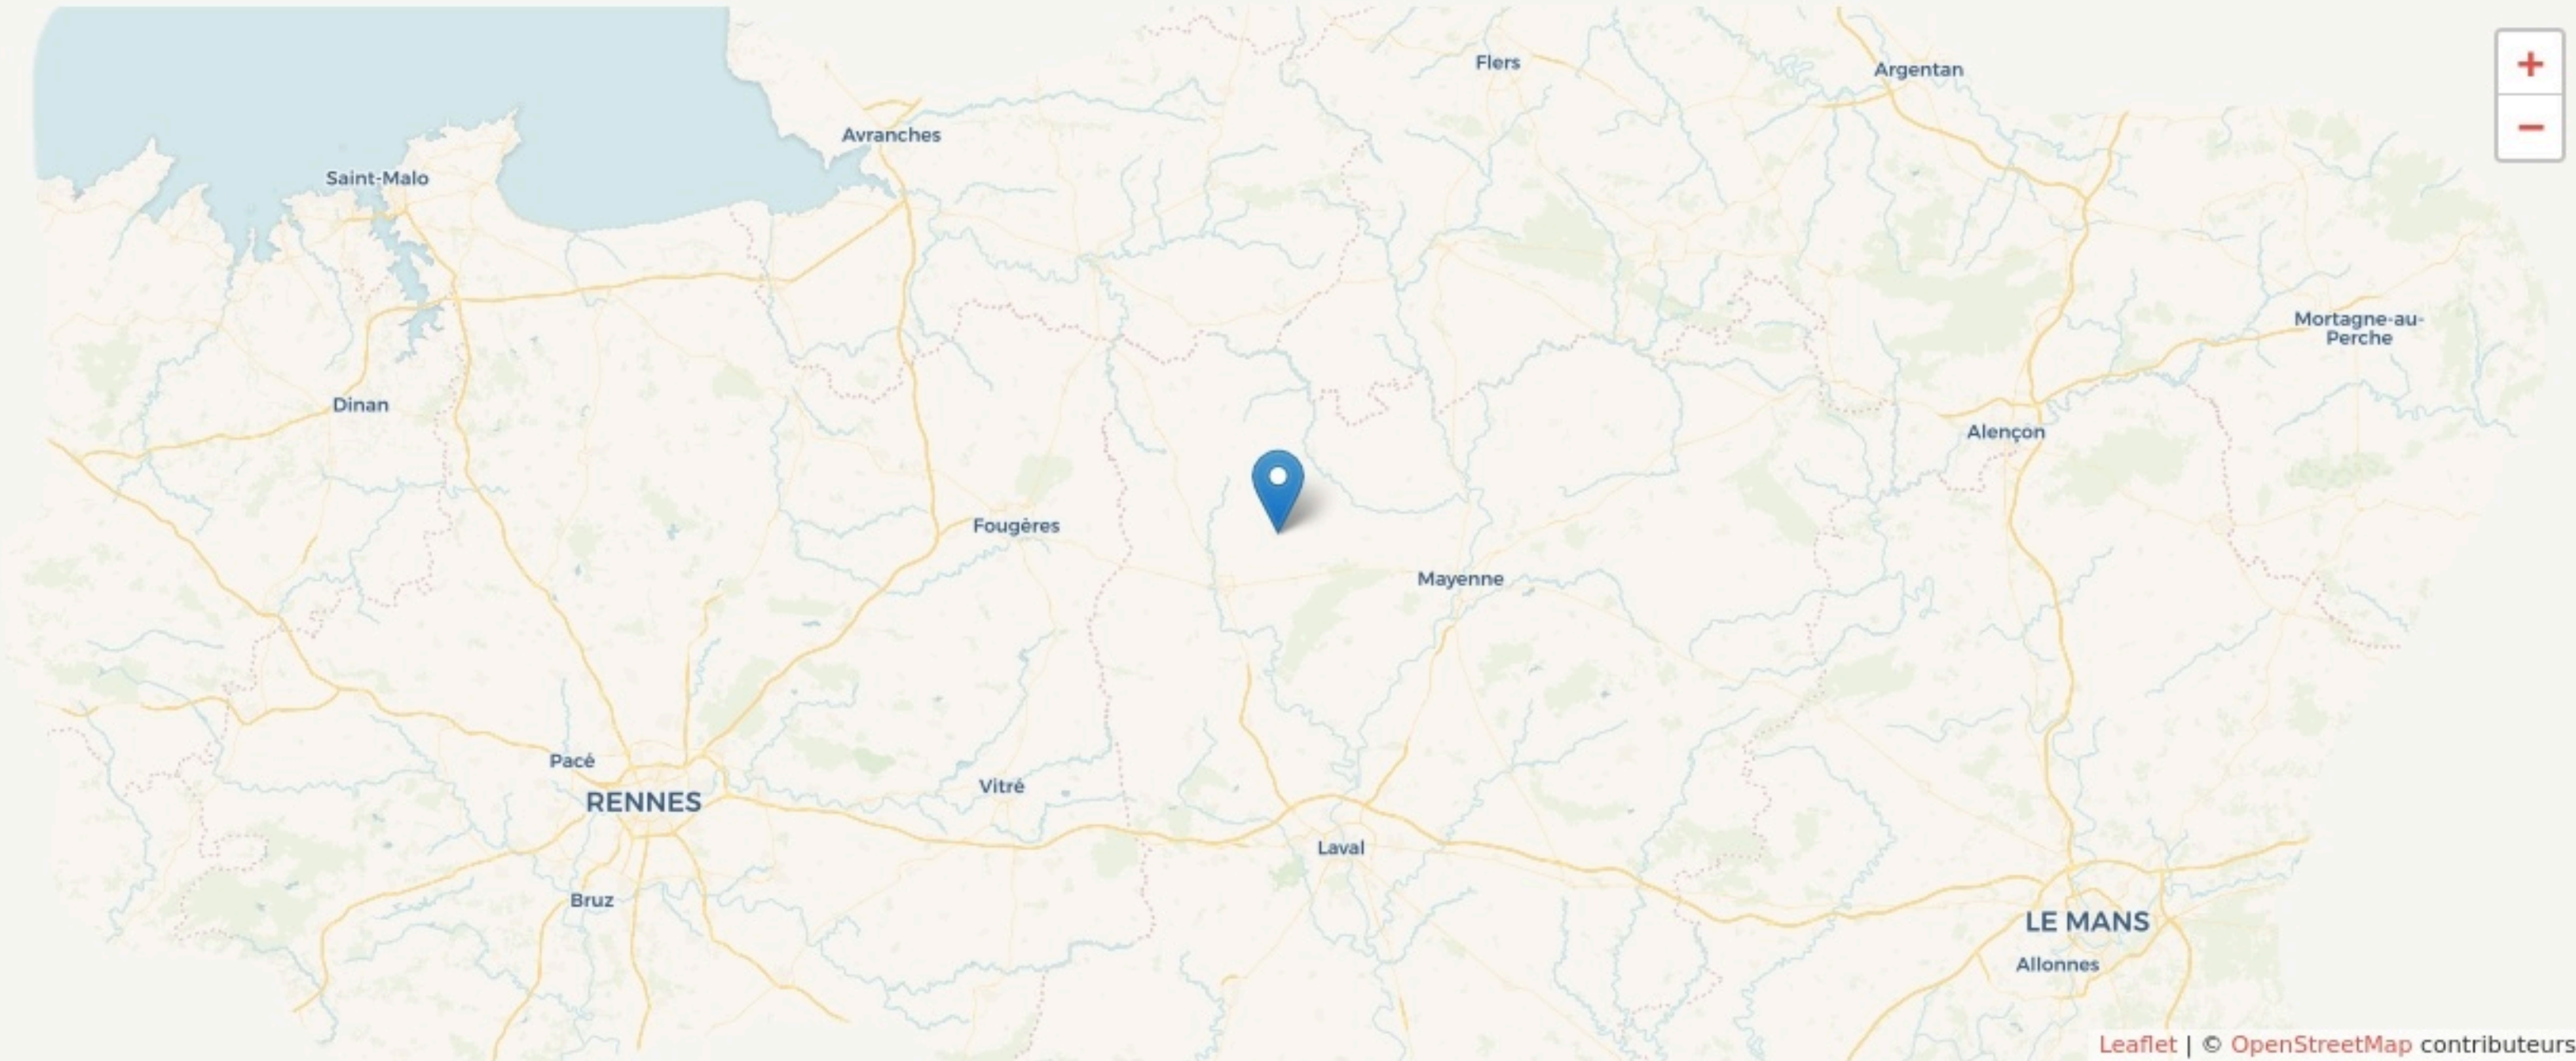 Flers
Argentan
+
−
Avranches
Saint-Malo
Mortagne-au-
Perche
Dinan
Alençon
Fougères
Mayenne
Pacé
RENNES
Vitré
Laval
Bruz
LE MANS
Allonnes
Leaflet | © OpenStreetMap contributeurs